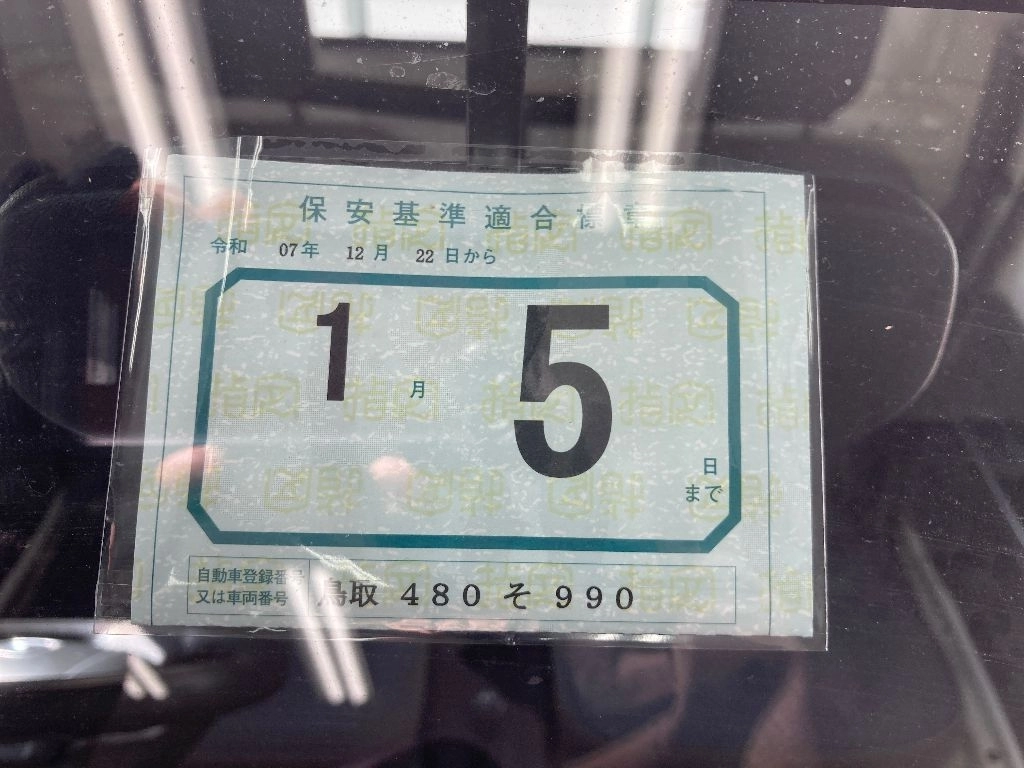 保安基準適合標章
令和 07年 12月 22日から
1月 5日まで
自動車登録番号
又は車両番号
鳥取 480 そ 990